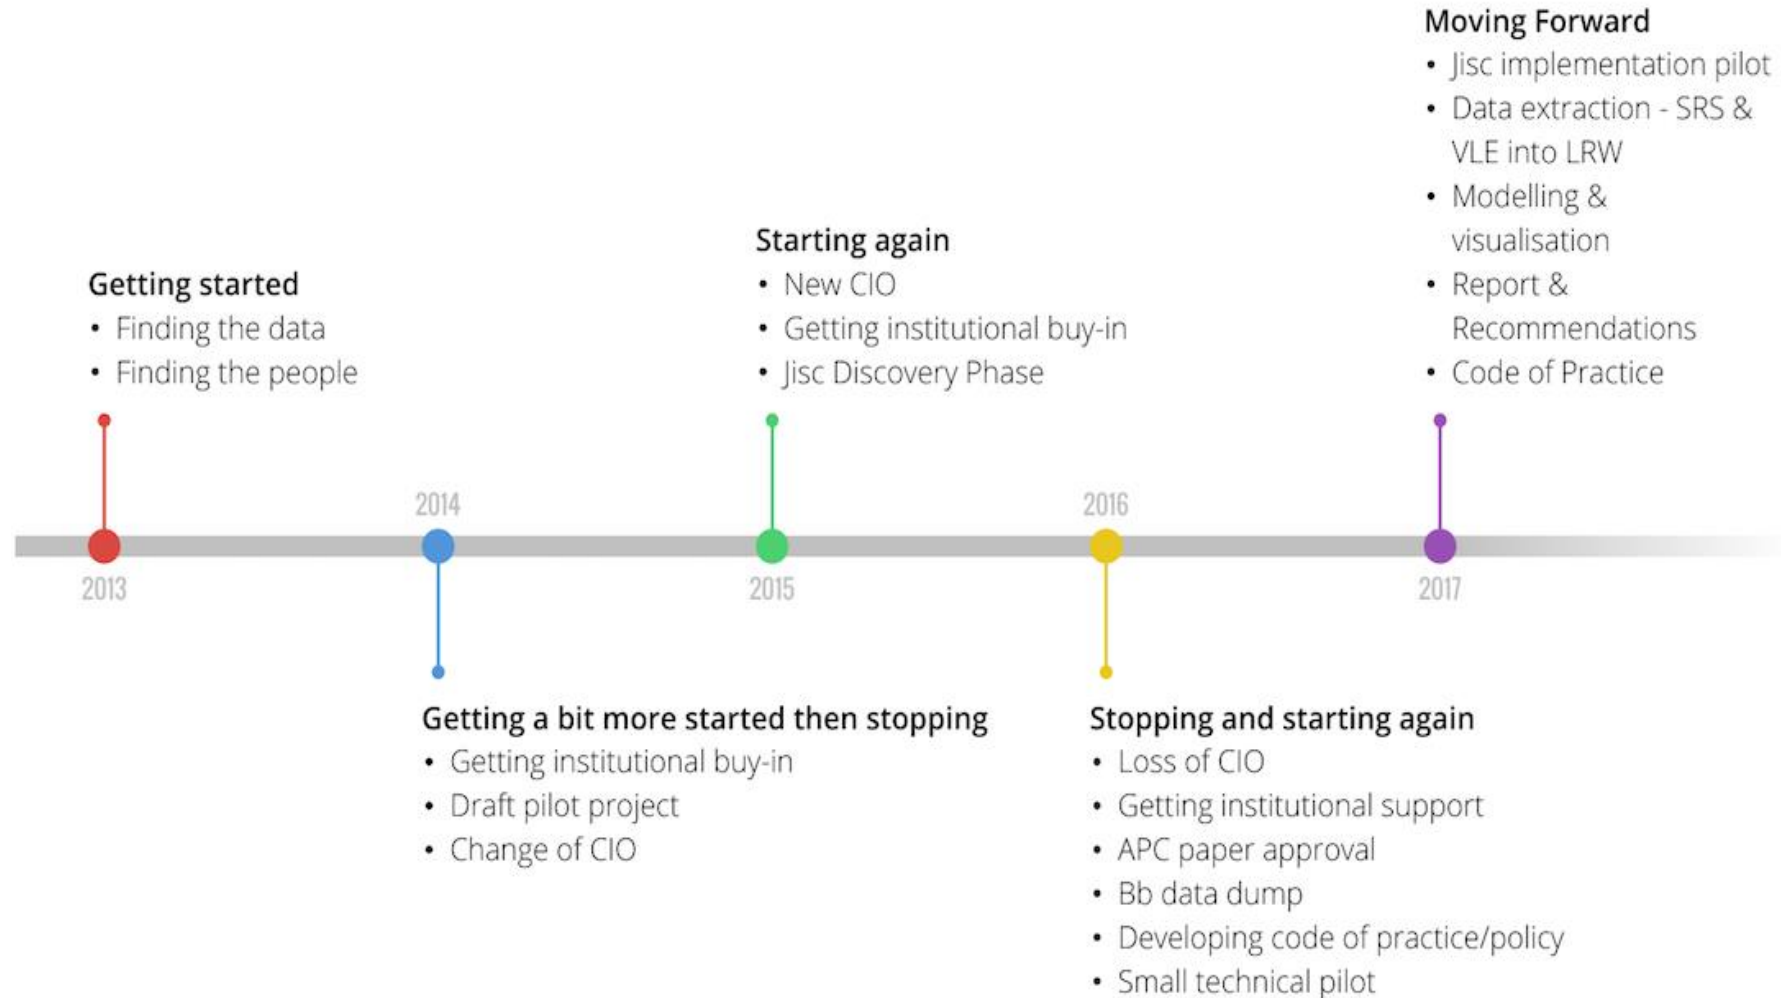 Getting started
• Finding the data
• Finding the people
2013
2014
Getting a bit more started then stopping
• Getting institutional buy-in
• Draft pilot project
• Change of CIO
Starting again
• New CIO
• Getting institutional buy-in
• Jisc Discovery Phase
2015
2016
Stopping and starting again
• Loss of CIO
• Getting institutional support
• APC paper approval
• Bb data dump
• Developing code of practice/policy
• Small technical pilot
Moving Forward
• Jisc implementation pilot
• Data extraction - SRS &
VLE into LRW
• Modelling &
visualisation
• Report &
Recommendations
• Code of Practice
2017